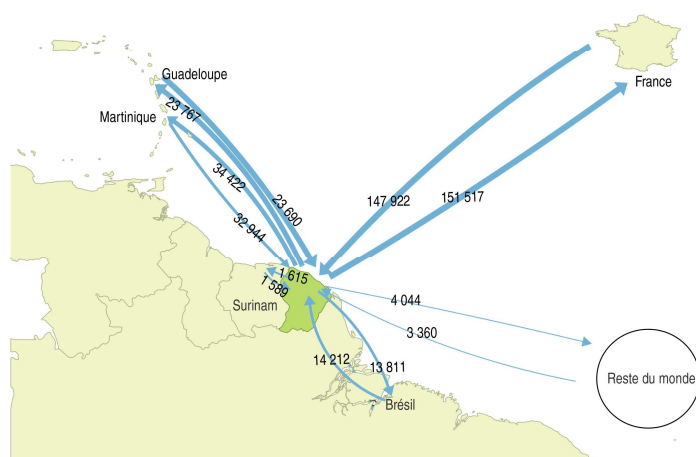 Guadeloupe
France
23 767
Martinique
34 422
147 922
151 517
23 690
32 944
1 615
1 589
Surinam
4 044
3 360
14 212
13 811
Reste du monde
Brésil